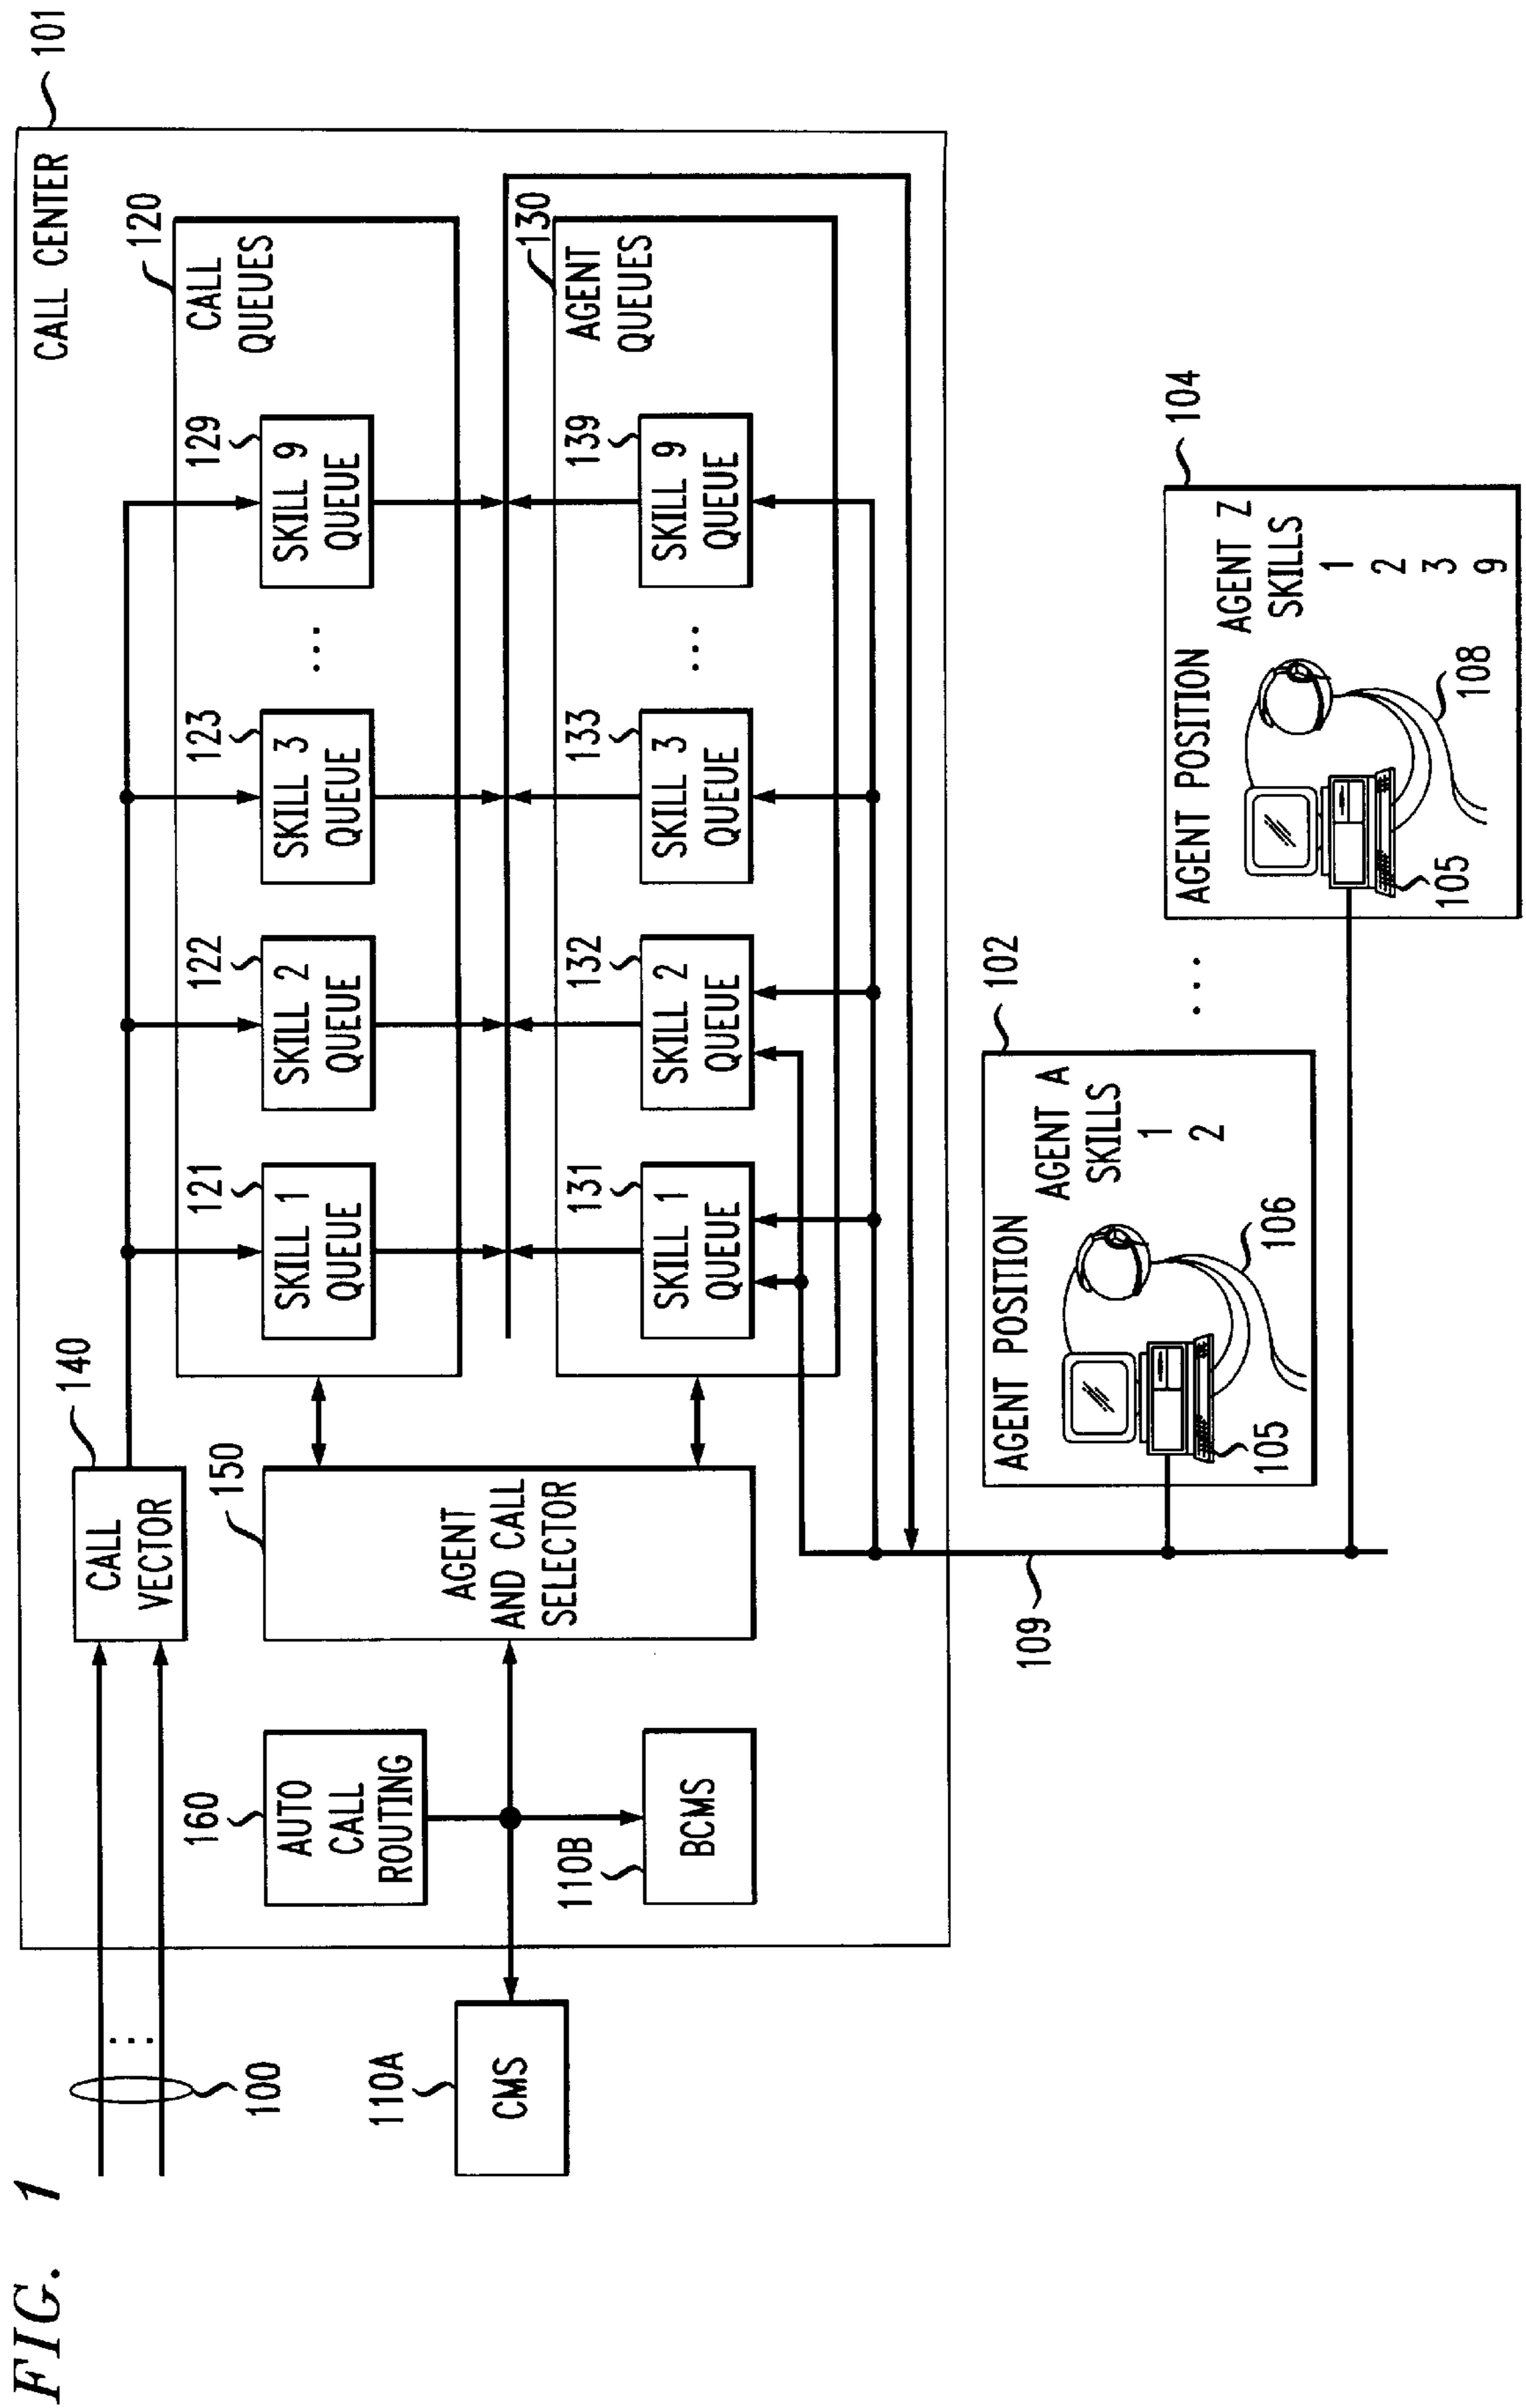 FIG. 1
100
CALL CENTER
101
CALL
VECTOR
140
120
CALL
QUEUES
SKILL 1
QUEUE
121
SKILL 2
QUEUE
122
SKILL 3
QUEUE
123
...
SKILL 9
QUEUE
129
160
AUTO
CALL
ROUTING
150
AGENT
AND CALL
SELECTOR
110A
CMS
110B
BCMS
130
AGENT
QUEUES
SKILL 1
QUEUE
131
SKILL 2
QUEUE
132
SKILL 3
QUEUE
133
...
SKILL 9
QUEUE
139
109
102
AGENT POSITION
AGENT A
SKILLS
1
2
105
106
...
104
AGENT POSITION
AGENT Z
SKILLS
1
2
3
9
105
108